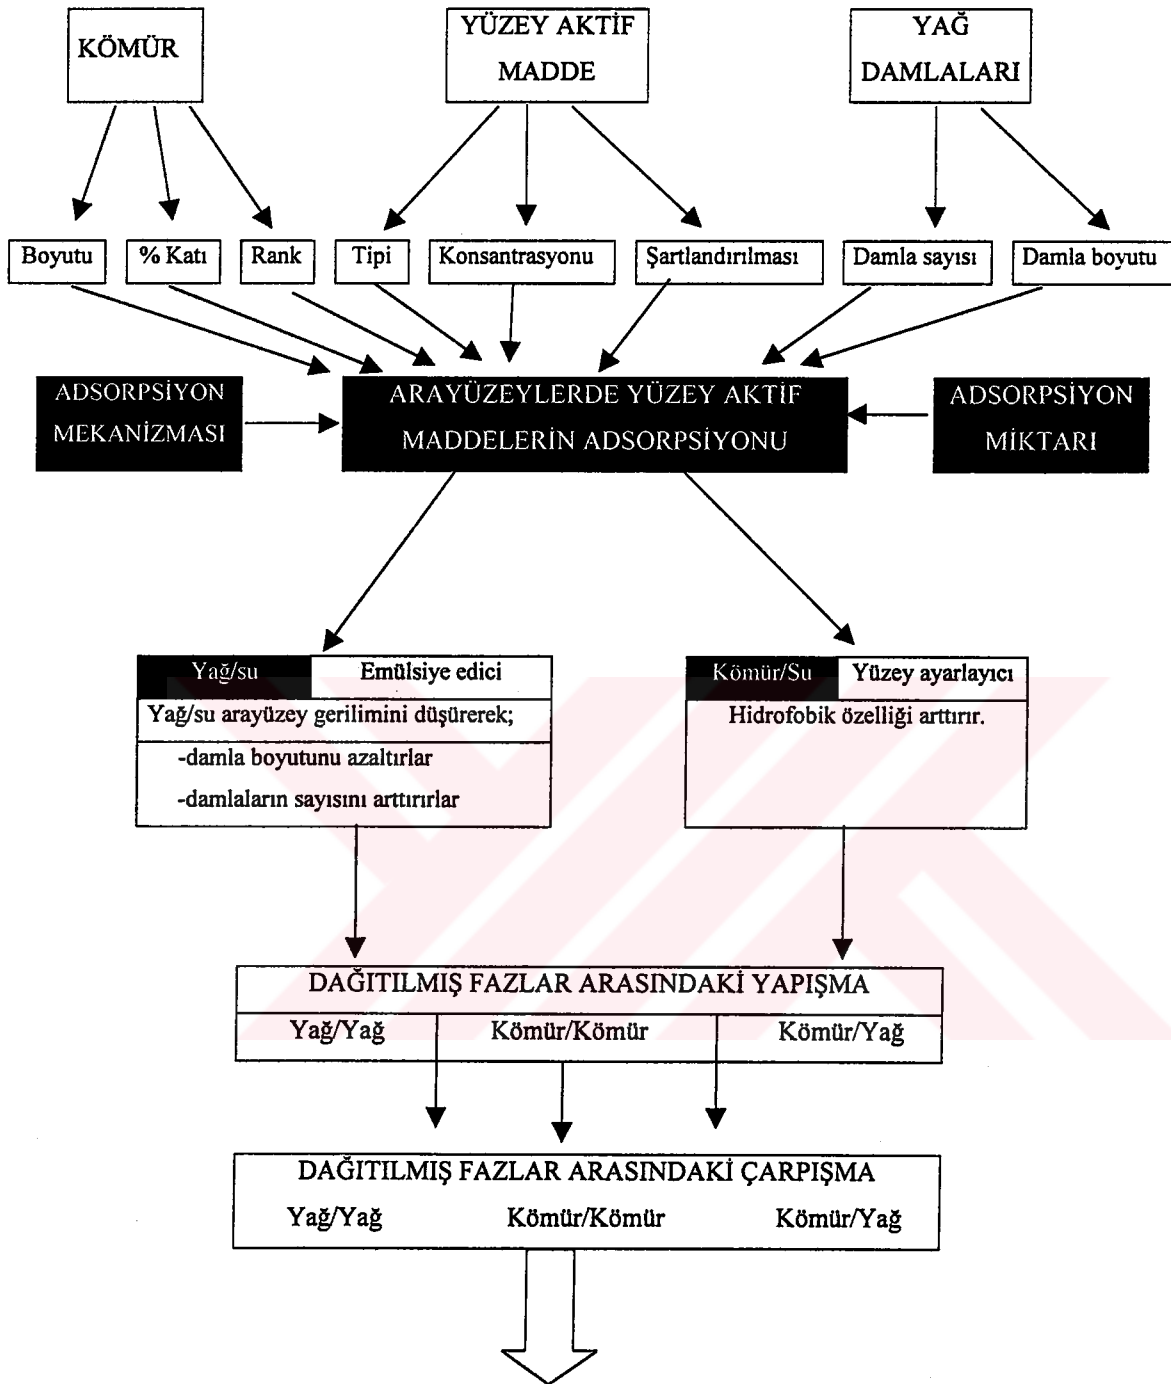 KÖMÜR
YÜZEY AKTİF
MADDE
YAĞ
DAMLALARI
Boyutu
% Katı
Rank
Tipi
Konsantrasyonu
Şartlandırılması
Damla sayısı
Damla boyutu
ADSORPSİYON
MEKANİZMASI
ARAYÜZEYLERDE YÜZEY AKTİF
MADDELERİN ADSORPSİYONU
ADSORPSİYON
MİKTARI
Yağ/su
Emülsiye edici
Yağ/su arayüzey gerilimini düşürerek;
-damla boyutunu azaltırlar
-damlaların sayısını arttırırlar
Kömür/Su
Yüzey ayarlayıcı
Hidrofobik özelliği arttırır.
DAĞITILMIŞ FAZLAR ARASINDAKİ YAPIŞMA
Yağ/Yağ
Kömür/Kömür
Kömür/Yağ
DAĞITILMIŞ FAZLAR ARASINDAKİ ÇARPIŞMA
Yağ/Yağ
Kömür/Kömür
Kömür/Yağ